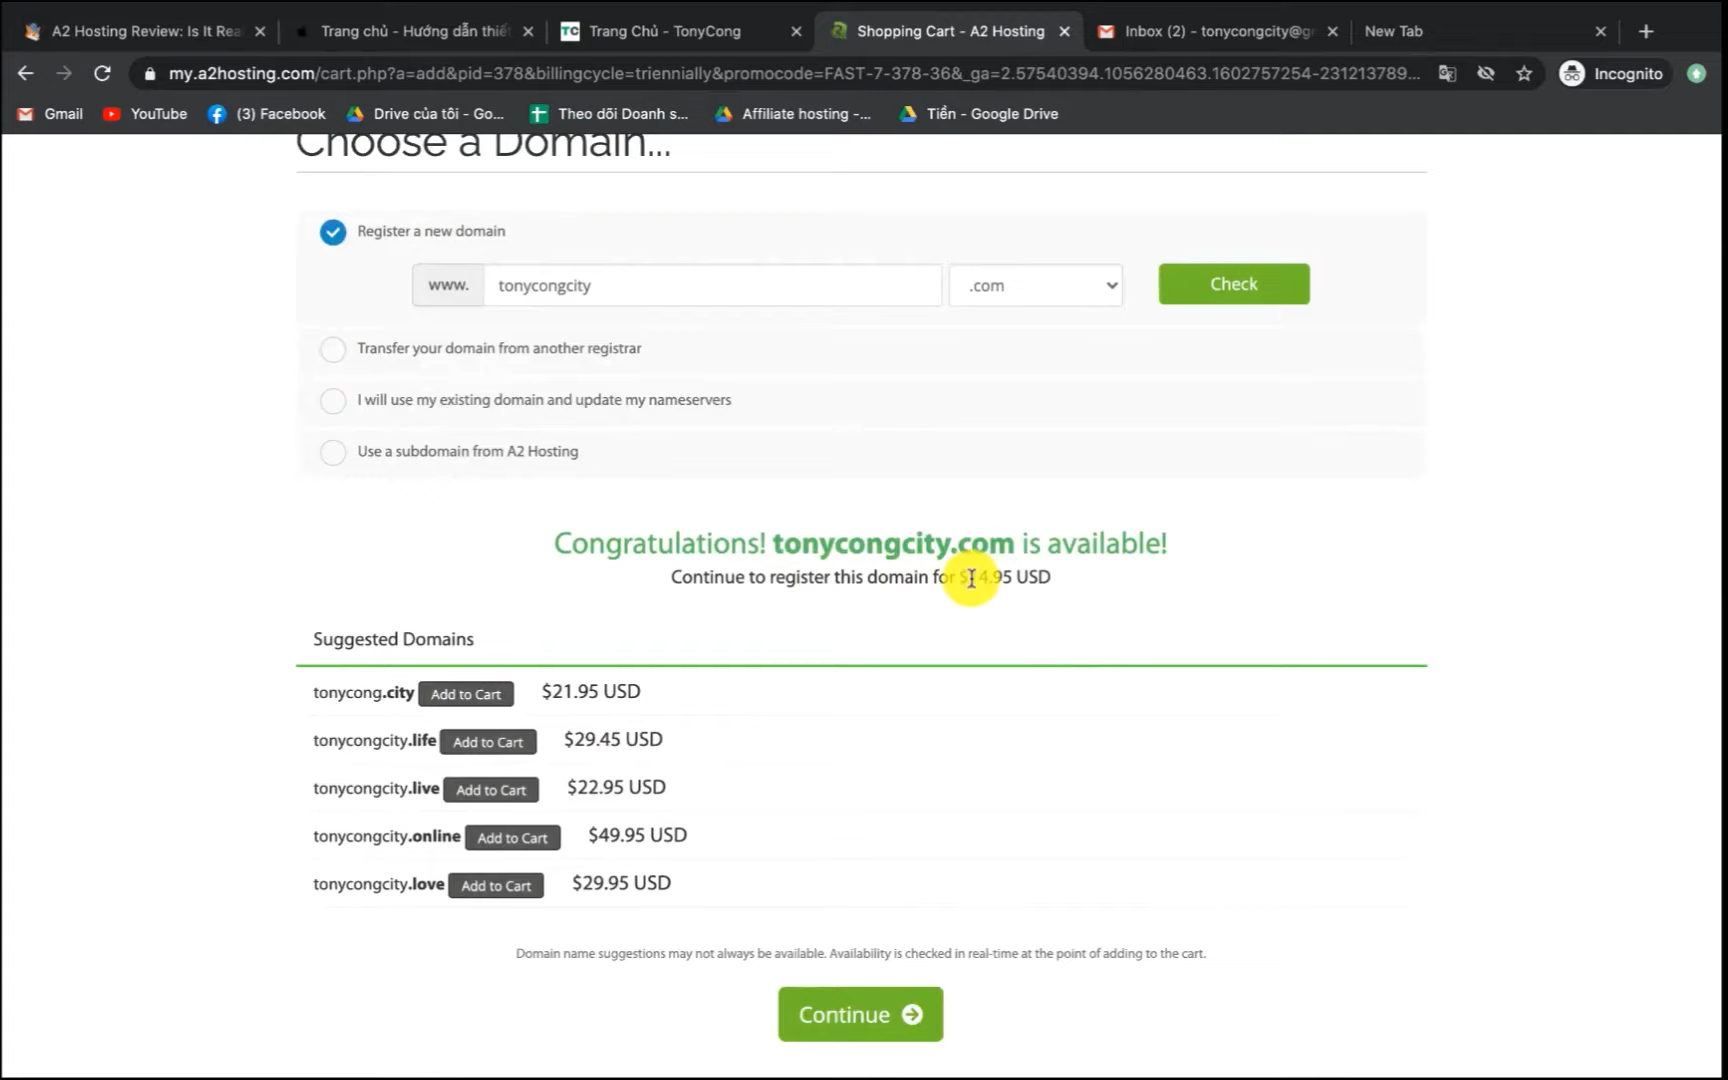 A2 Hosting Review: Is It Rea
Trang chủ - Hướng dẫn thiế
TC Trang Chủ - TonyCong
Shopping Cart - A2 Hosting
Inbox (2) - tonycongcity@g
New Tab
my.a2hosting.com/cart.php?a=add&pid=378&billingcycle=triennially&promocode=FAST-7-378-36&_ga=2.57540394.1056280463.1602757254-231213789...
Incognito
Gmail
YouTube
(3) Facebook
Drive của tôi - Go...
Theo dõi Doanh s...
Affiliate hosting -...
Tiền - Google Drive
Choose a Domain...
Register a new domain
www. tonycongcity .com Check
Transfer your domain from another registrar
I will use my existing domain and update my nameservers
Use a subdomain from A2 Hosting
Congratulations! tonycongcity.com is available!
Continue to register this domain for $14.95 USD
Suggested Domains
tonycong.city Add to Cart $21.95 USD
tonycongcity.life Add to Cart $29.45 USD
tonycongcity.live Add to Cart $22.95 USD
tonycongcity.online Add to Cart $49.95 USD
tonycongcity.love Add to Cart $29.95 USD
Domain name suggestions may not always be available. Availability is checked in real-time at the point of adding to the cart.
Continue